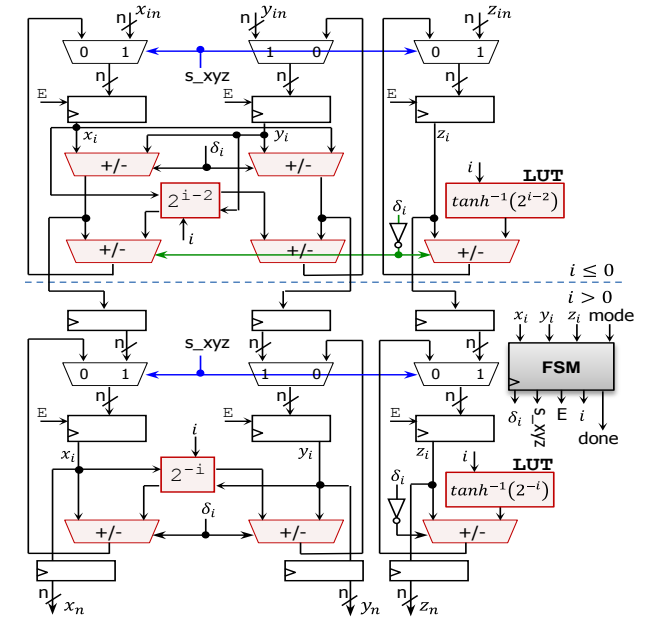 n x_in n y_in n z_in
0 1 1 0 0 1
s_xyz
n n n
E E E
x_i y_i z_i
δ_i
+/- +/-
i LUT
2^{i−2} tanh^{−1}(2^{i−2})
δ_i
i
+/- +/- +/-
i ≤ 0
i > 0
x_i y_i z_i mode
n n n
s_xyz
0 1 1 0 0 1
FSM
n n n
δ_i s_xyz E i
done
E E E
x_i i y_i z_i
i LUT
2^{−i} δ_i tanh^{−1}(2^{−i})
δ_i
+/- +/- +/-
n x_n n y_n n z_n